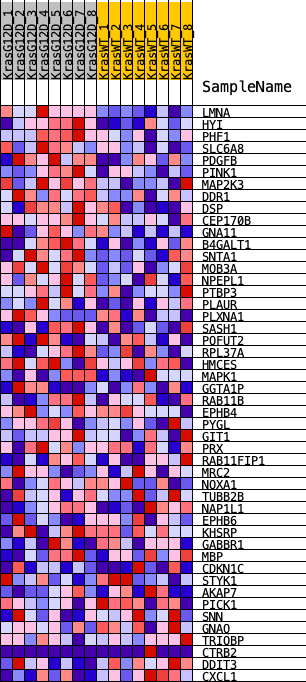 KrasG12D_1
KrasG12D_2
KrasG12D_3
KrasG12D_4
KrasG12D_5
KrasG12D_6
KrasG12D_7
KrasG12D_8
KrasWT_1
KrasWT_2
KrasWT_3
KrasWT_4
KrasWT_5
KrasWT_6
KrasWT_7
KrasWT_8
SampleName
LMNA
HYI
PHF1
SLC6A8
PDGFB
PINK1
MAP2K3
DDR1
DSP
CEP170B
GNA11
B4GALT1
SNTA1
MOB3A
NPEPL1
PTBP3
PLAUR
PLXNA1
SASH1
POFUT2
RPL37A
HMCES
MAPK1
GGTA1P
RAB11B
EPHB4
PYGL
GIT1
PRX
RAB11FIP1
MRC2
NOXA1
TUBB2B
NAP1L1
EPHB6
KHSRP
GABBR1
MBP
CDKN1C
STYK1
AKAP7
PICK1
SNN
GNAO
TRIOBP
CTRB2
DDIT3
CXCL1